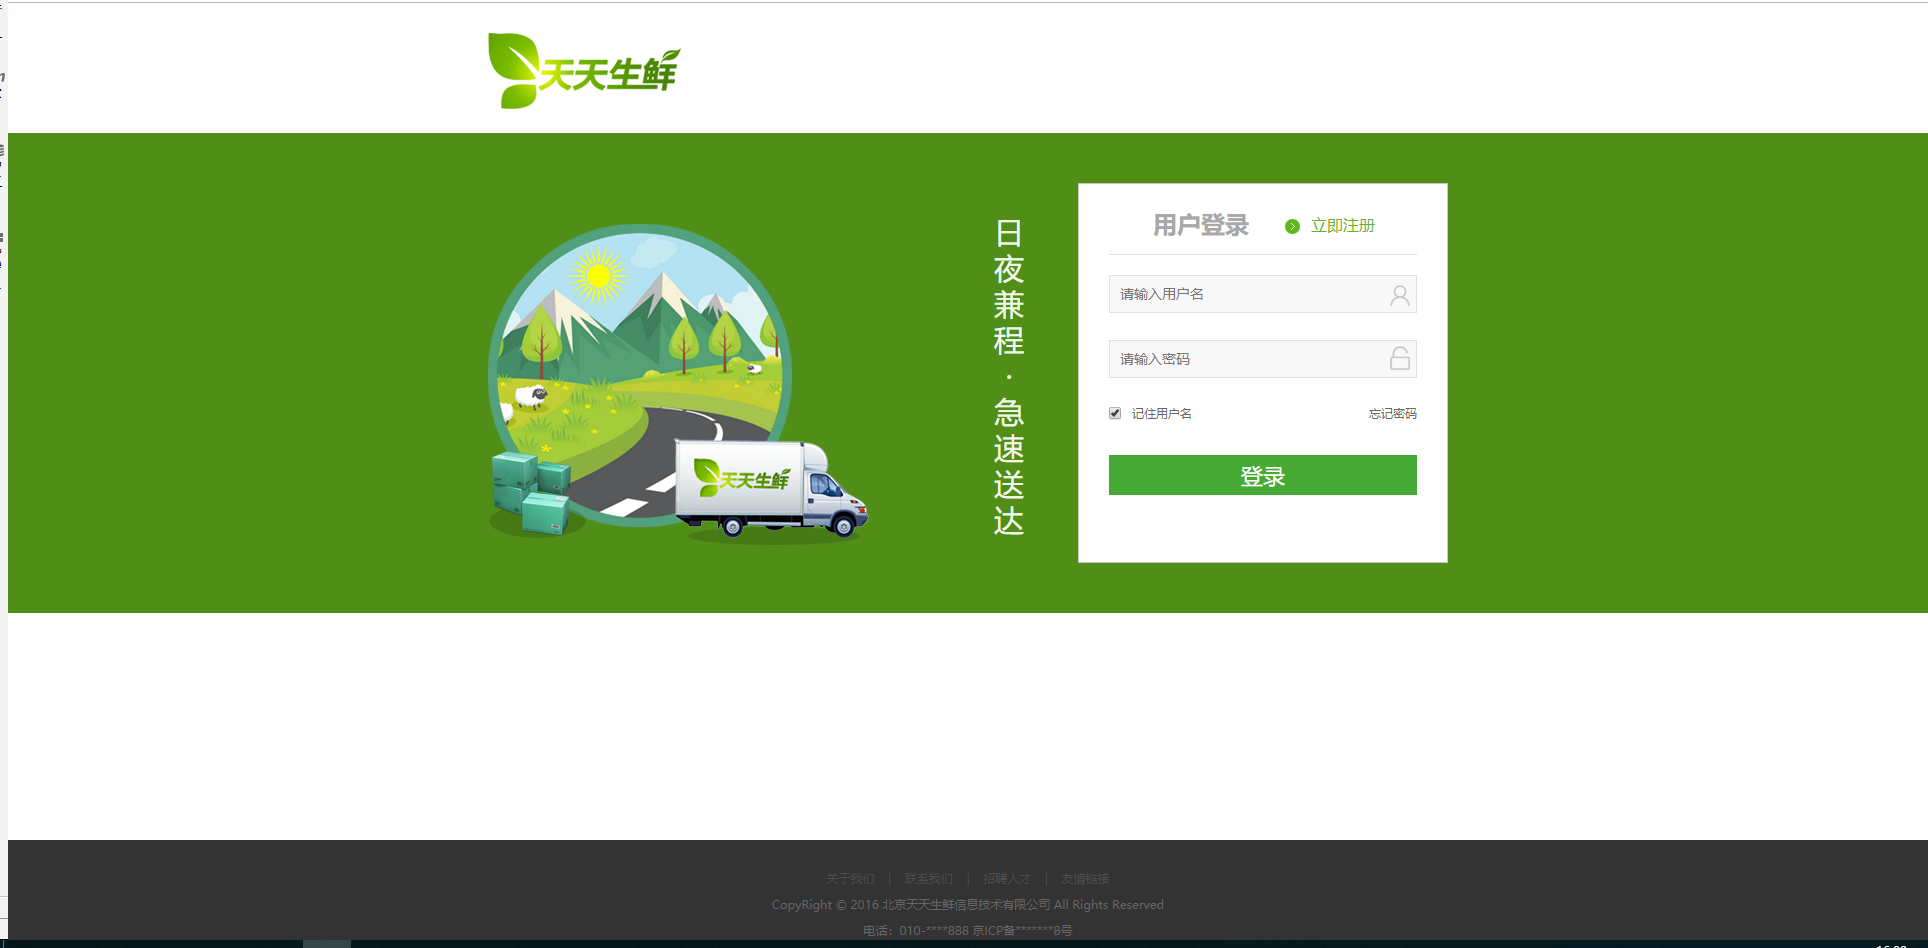 天天生鲜
日夜兼程·急速送达
天天生鲜
用户登录 立即注册
请输入用户名
请输入密码
记住用户名 忘记密码
登录
关于我们 | 联系我们 | 招聘人才 | 友情链接
CopyRight © 2016 北京天天生鲜信息技术有限公司 All Rights Reserved
电话：010-****888 京ICP备*******8号